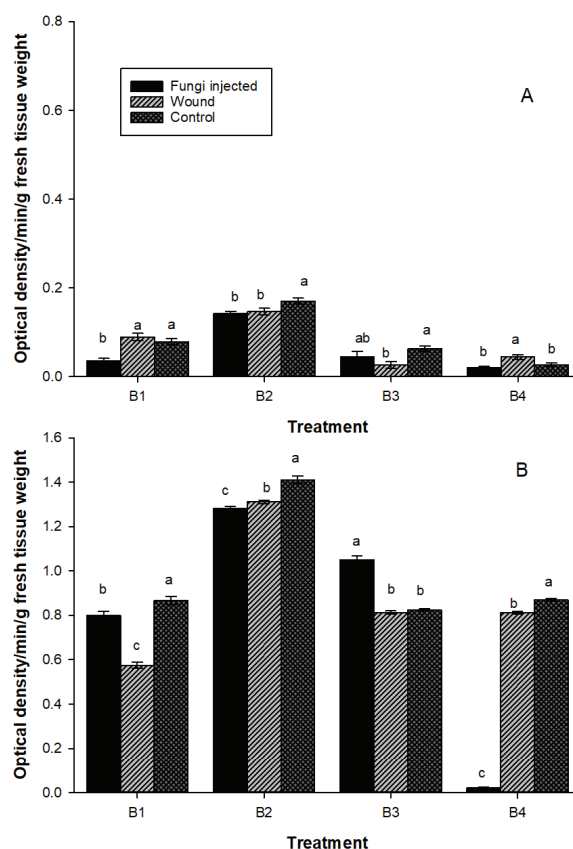 0.8
Fungi injected
Wound
Control
A
0.6
0.4
0.2
0.0
Optical density/min/g fresh tissue weight
b a a
b b a
ab b a
b a b
B1 B2 B3 B4
Treatment
1.6
B
1.4
1.2
1.0
0.8
0.6
0.4
0.2
0.0
Optical density/min/g fresh tissue weight
b c a
c b a
a b b
c b a
B1 B2 B3 B4
Treatment